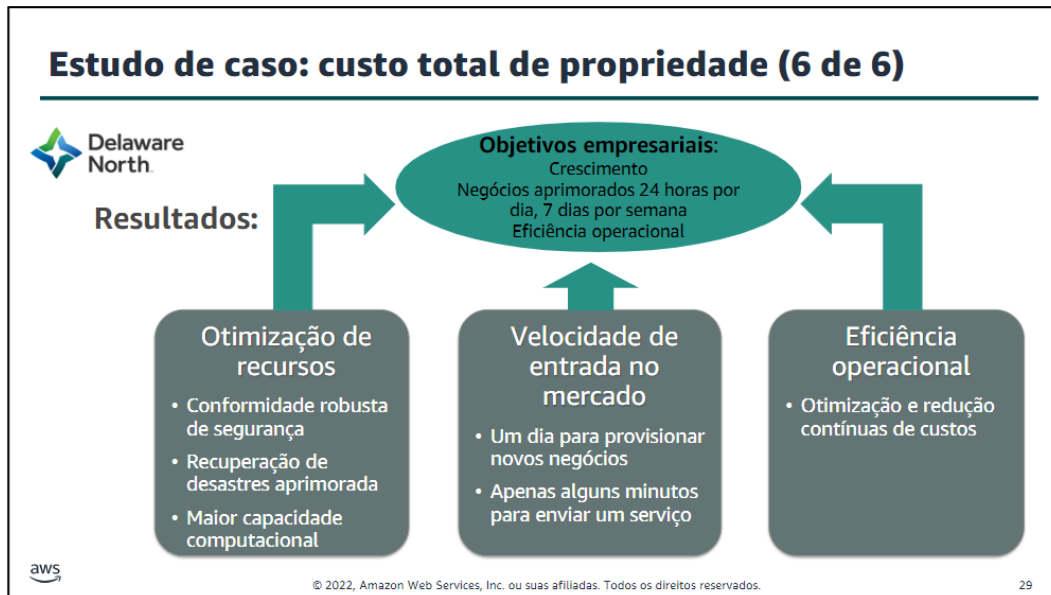 Estudo de caso: custo total de propriedade (6 de 6)
Delaware
North
Resultados:
Objetivos empresariais:
Crescimento
Negócios aprimorados 24 horas por
dia, 7 dias por semana
Eficiência operacional
Otimização de
recursos
• Conformidade robusta
de segurança
• Recuperação de
desastres aprimorada
• Maior capacidade
computacional
Velocidade de
entrada no
mercado
• Um dia para provisionar
novos negócios
• Apenas alguns minutos
para enviar um serviço
Eficiência
operacional
• Otimização e redução
contínuas de custos
aws
© 2022, Amazon Web Services, Inc. ou suas afiliadas. Todos os direitos reservados.
29